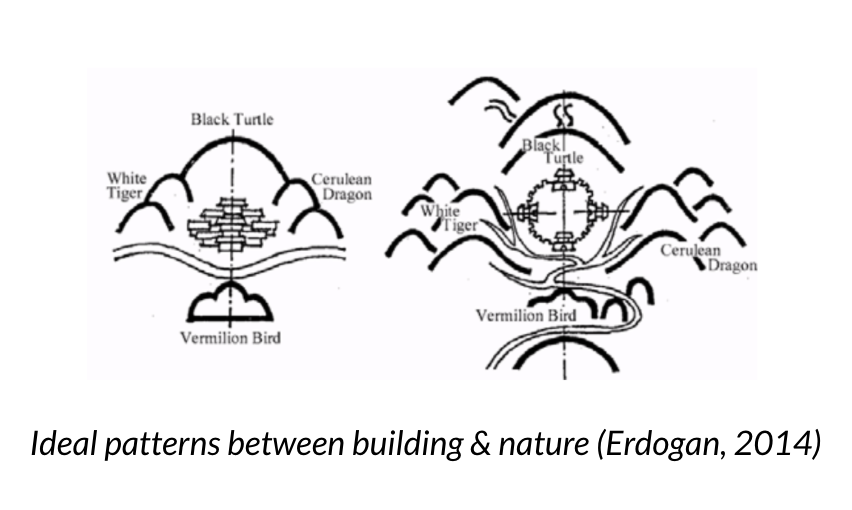 Black Turtle
White
Tiger
Cerulean
Dragon
Vermilion Bird
Black
Turtle
White
Tiger
Cerulean
Dragon
Vermilion Bird
Ideal patterns between building & nature (Erdogan, 2014)